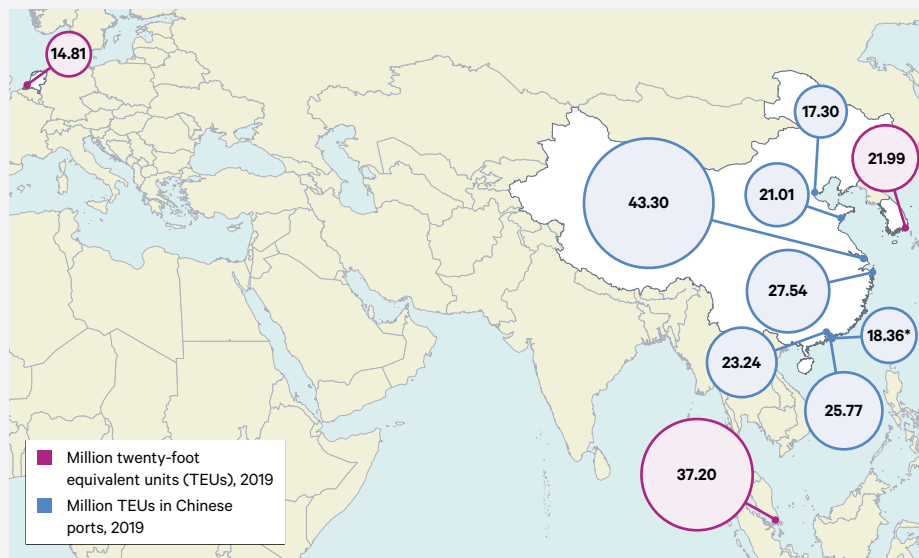 14.81
17.30
21.99
21.01
43.30
27.54
18.36*
23.24
25.77
37.20
Million twenty-foot
equivalent units (TEUs), 2019
Million TEUs in Chinese
ports, 2019